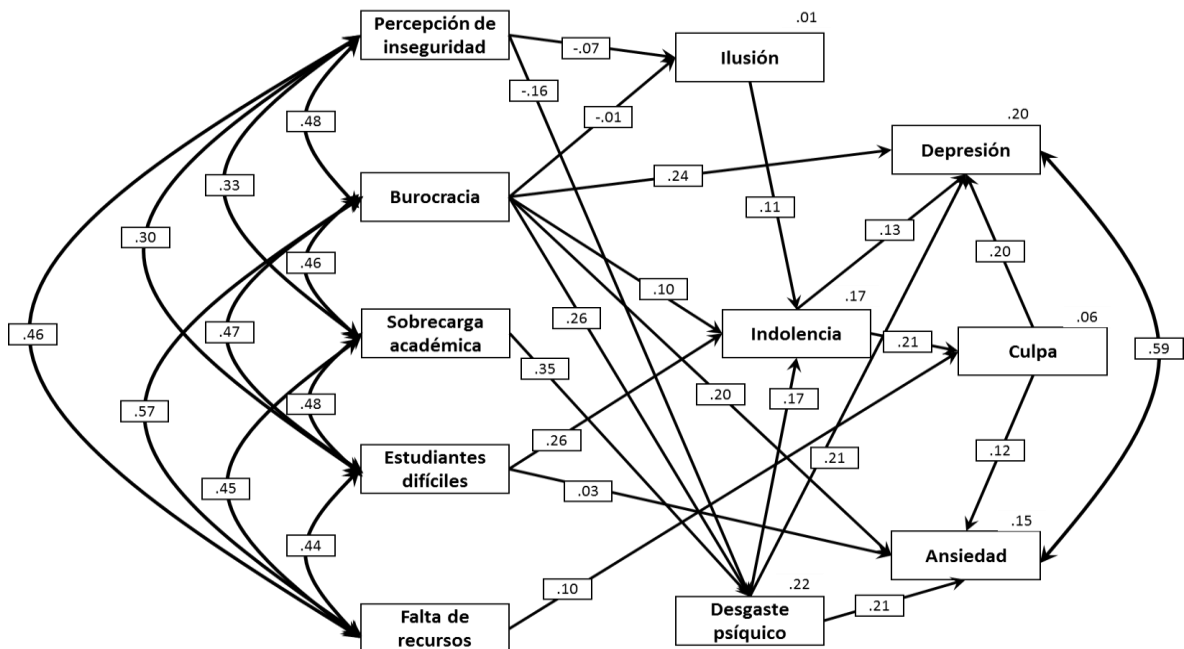 Percepción de
inseguridad
.01
-.07
Ilusión
-.16
.48
-.01
.20
Depresión
.33
Burocracia
.24
.11
.30
.13
.46
.20
.10
.17
.46
.47
Sobrecarga
académica
.26
Indolencia
.21
.06
Culpa
.59
.35
.57
.48
.20
.17
.26
.21
.12
Estudiantes
difíciles
.45
.03
.15
Ansiedad
.44
.10
.22
Desgaste
psíquico
.21
Falta de
recursos